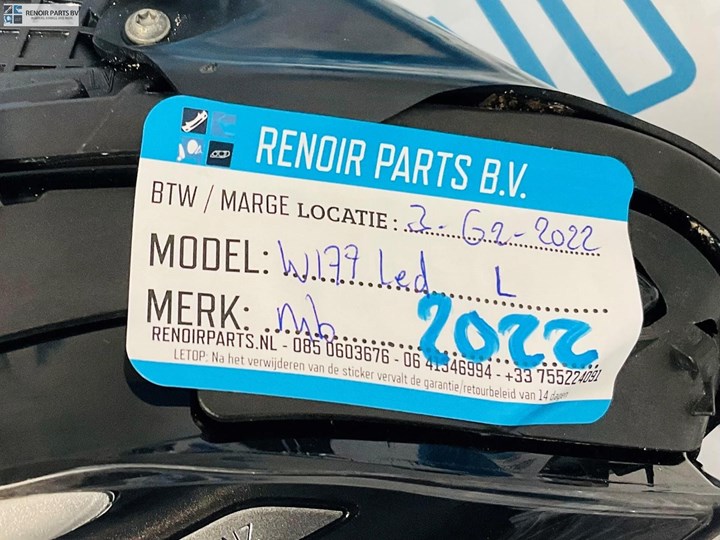 RENOIR PARTS BV
RENOIR PARTS B.V.
BTW / MARGE LOCATIE: 3-G2-2022
MODEL: W177 Led L
MERK: mb
2022
RENOIRPARTS.NL - 085 0603676 - 06 41346994 - +33 755224091
LETOP: Na het verwijderen van de sticker vervalt de garantie/retourbeleid van 14 dagen